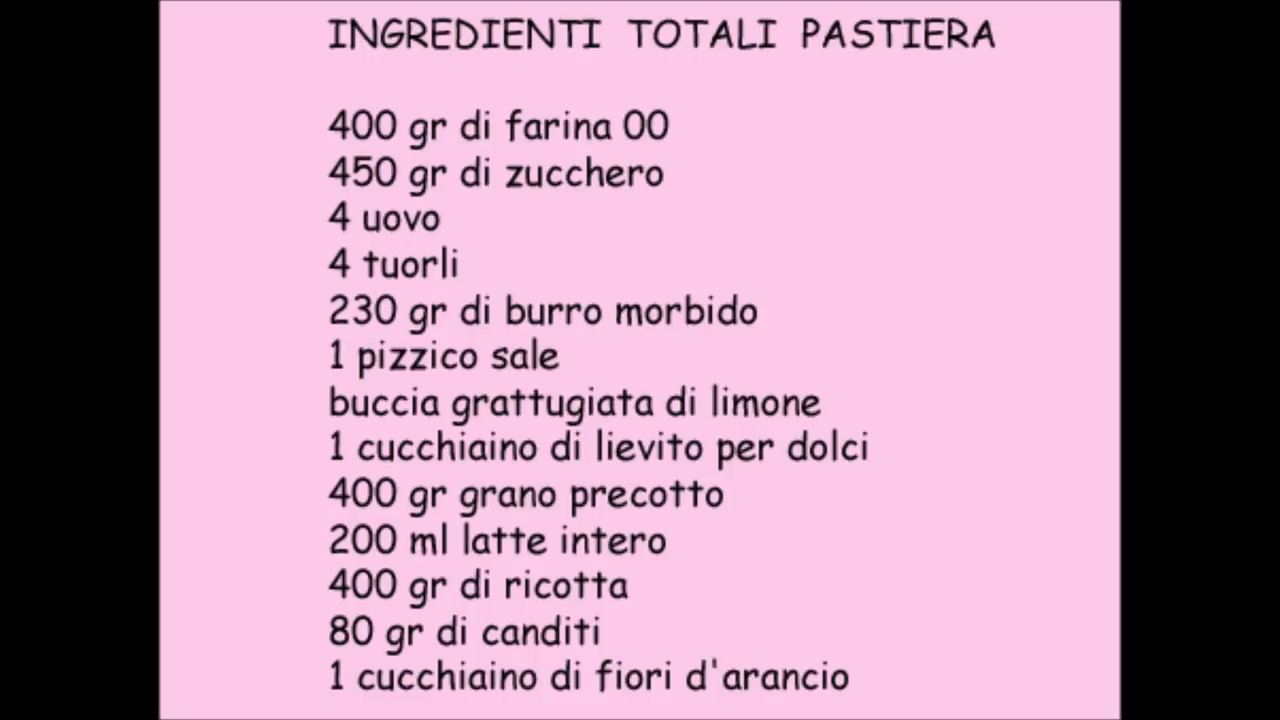 INGREDIENTI TOTALI PASTIERA
400 gr di farina 00
450 gr di zucchero
4 uovo
4 tuorli
230 gr di burro morbido
1 pizzico sale
buccia grattugiata di limone
1 cucchiaino di lievito per dolci
400 gr grano precotto
200 ml latte intero
400 gr di ricotta
80 gr di canditi
1 cucchiaino di fiori d'arancio